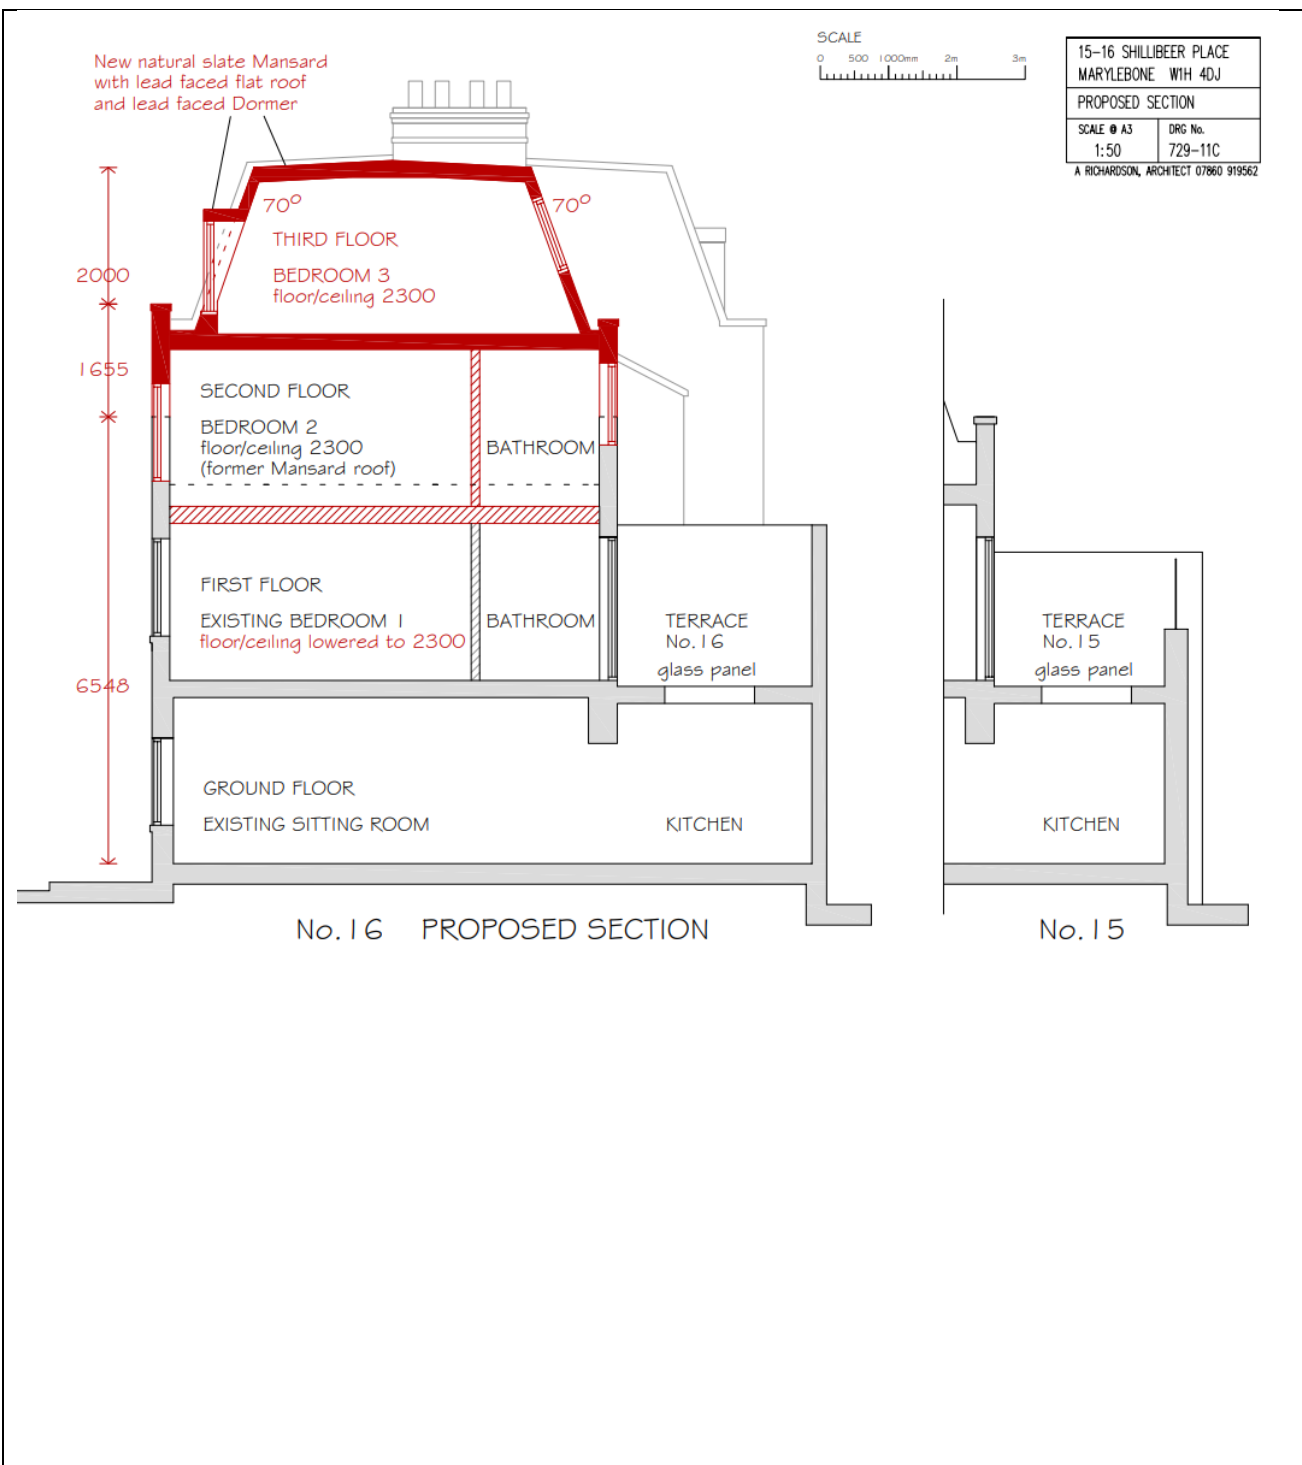 New natural slate Mansard
with lead faced flat roof
and lead faced Dormer
SCALE
0 500 1000mm 2m 3m
15-16 SHILLIBEER PLACE
MARYLEBONE W1H 4DJ
PROPOSED SECTION
SCALE @ A3
1:50
DRG No.
729-11C
A RICHARDSON, ARCHITECT 07860 919562
70°
70°
THIRD FLOOR
BEDROOM 3
floor/ceiling 2300
2000
1655
SECOND FLOOR
BEDROOM 2
floor/ceiling 2300
(former Mansard roof)
BATHROOM
FIRST FLOOR
EXISTING BEDROOM 1
floor/ceiling lowered to 2300
BATHROOM
TERRACE
No.16
glass panel
TERRACE
No.15
glass panel
6548
GROUND FLOOR
EXISTING SITTING ROOM
KITCHEN
KITCHEN
No.16 PROPOSED SECTION
No.15